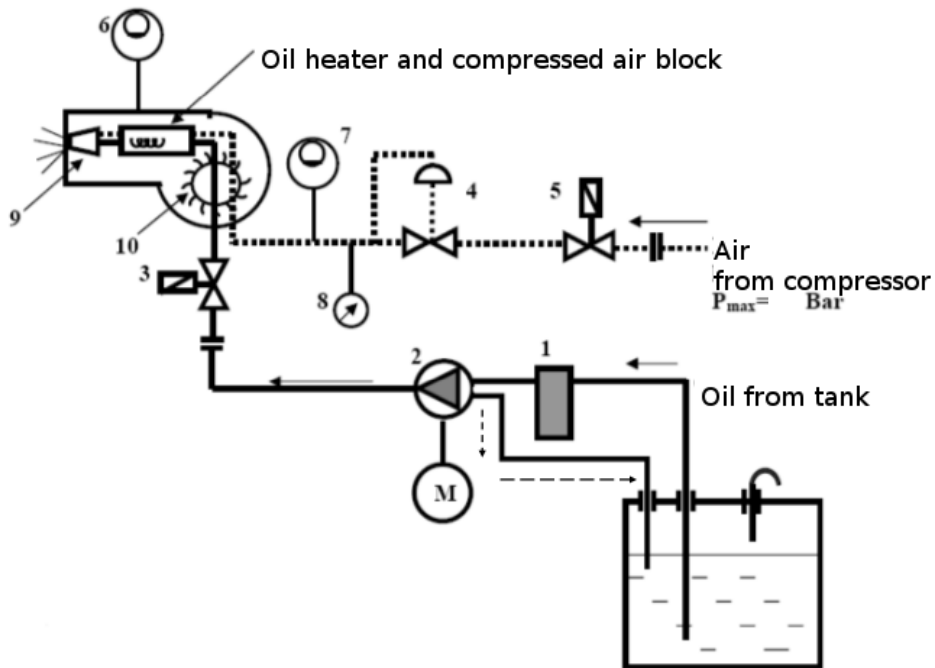 6
Oil heater and compressed air block
7
4
5
9
10
Air
from compressor
P_max= Bar
3
8
2
1
Oil from tank
M